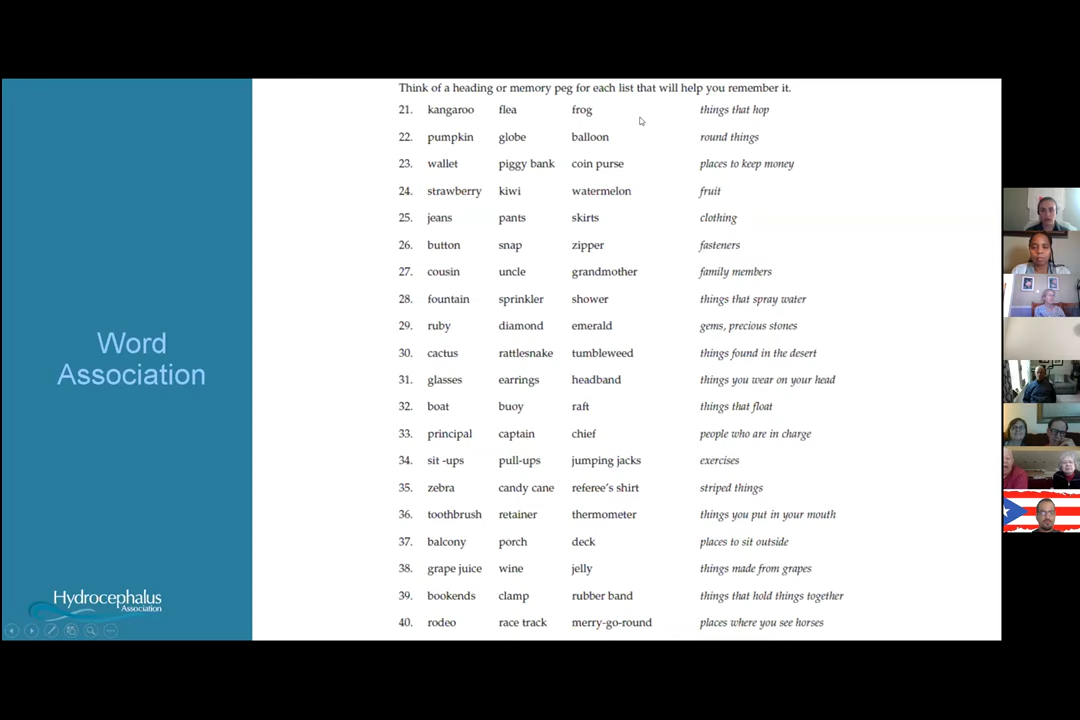 Think of a heading or memory peg for each list that will help you remember it.
21. kangaroo flea frog things that hop
22. pumpkin globe balloon round things
23. wallet piggy bank coin purse places to keep money
24. strawberry kiwi watermelon fruit
25. jeans pants skirts clothing
26. button snap zipper fasteners
27. cousin uncle grandmother family members
28. fountain sprinkler shower things that spray water
29. ruby diamond emerald gems, precious stones
30. cactus rattlesnake tumbleweed things found in the desert
31. glasses earrings headband things you wear on your head
32. boat buoy raft things that float
33. principal captain chief people who are in charge
34. sit -ups pull-ups jumping jacks exercises
35. zebra candy cane referee's shirt striped things
36. toothbrush retainer thermometer things you put in your mouth
37. balcony porch deck places to sit outside
38. grape juice wine jelly things made from grapes
39. bookends clamp rubber band things that hold things together
40. rodeo race track merry-go-round places where you see horses
Word
Association
Hydrocephalus
Association